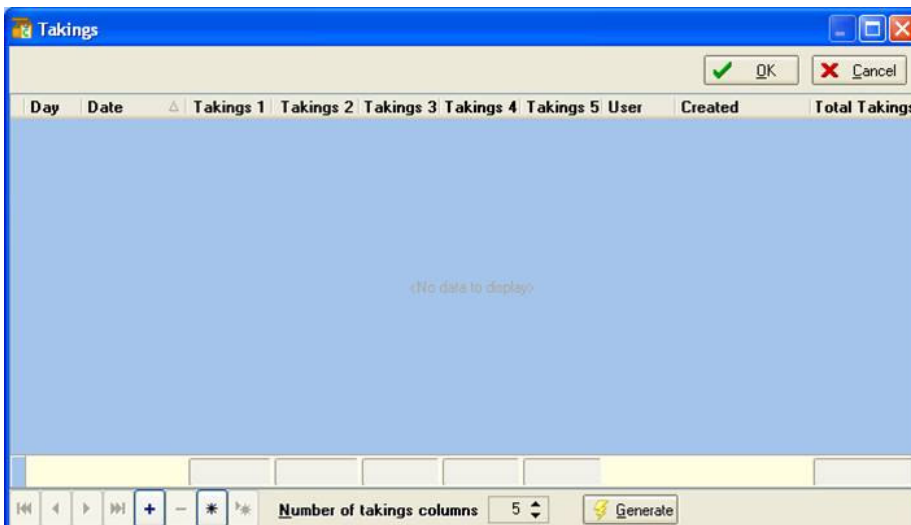 Takings
OK Cancel
Day Date Takings 1 Takings 2 Takings 3 Takings 4 Takings 5 User Created Total Takings
<No data to display>
Number of takings columns 5 Generate